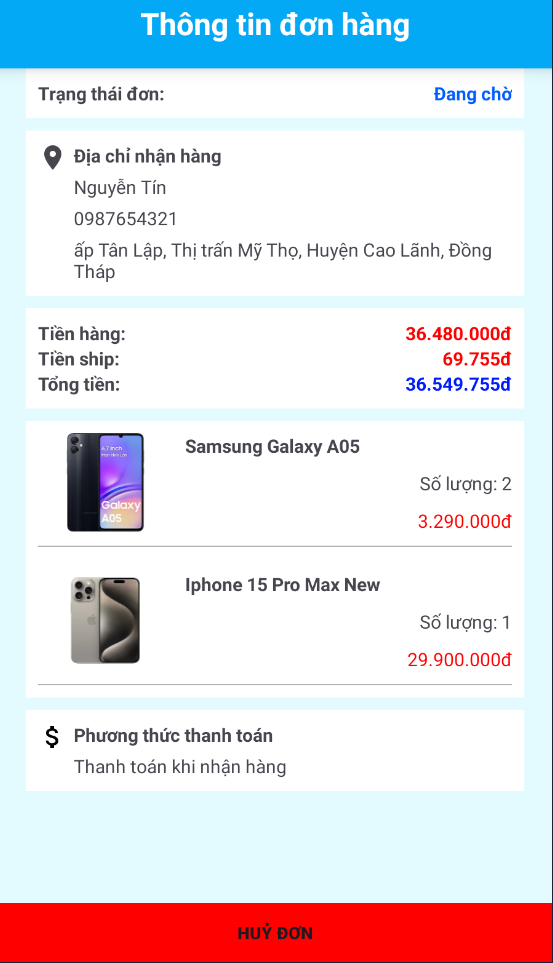 Thông tin đơn hàng
Trạng thái đơn:
Đang chờ
Địa chỉ nhận hàng
Nguyễn Tín
0987654321
ấp Tân Lập, Thị trấn Mỹ Thọ, Huyện Cao Lãnh, Đồng
Tháp
Tiền hàng:
36.480.000đ
Tiền ship:
69.755đ
Tổng tiền:
36.549.755đ
Galaxy
A05
Samsung Galaxy A05
Số lượng: 2
3.290.000đ
Iphone 15 Pro Max New
Số lượng: 1
29.900.000đ
Phương thức thanh toán
Thanh toán khi nhận hàng
HUỶ ĐƠN